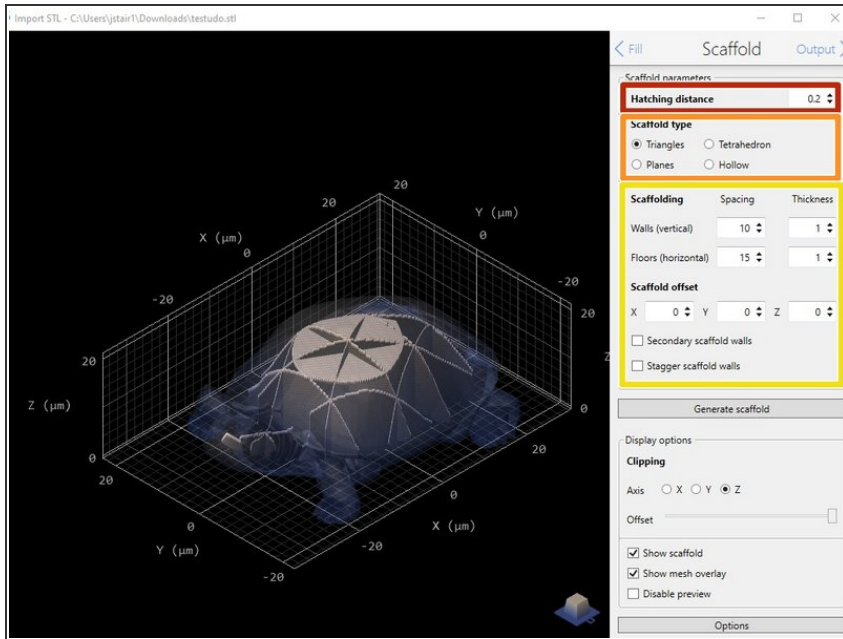 Import STL - C:\Users\jstair1\Downloads\testudo.stl
Fill Scaffold Output
Scaffold parameters
Hatching distance 0.2
Scaffold type
Triangles Tetrahedron
Planes Hollow
Scaffolding Spacing Thickness
Walls (vertical) 10 1
Floors (horizontal) 15 1
Scaffold offset
X 0 Y 0 Z 0
Secondary scaffold walls
Stagger scaffold walls
Generate scaffold
Display options
Clipping
Axis X Y Z
Offset
Show scaffold
Show mesh overlay
Disable preview
Options
20 20
X (µm) Y (µm)
0 0
-20 -20
20 20
Z (µm) Z
0 0
20 20
0 0
Y (µm) X (µm)
-20 -20